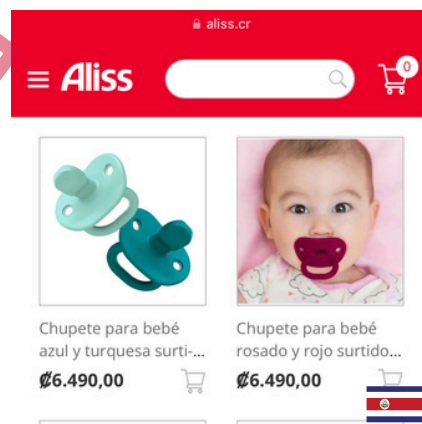 aliss.cr
Aliss
0
Chupete para bebé
azul y turquesa surti-...
₡6.490,00
Chupete para bebé
rosado y rojo surtido...
₡6.490,00